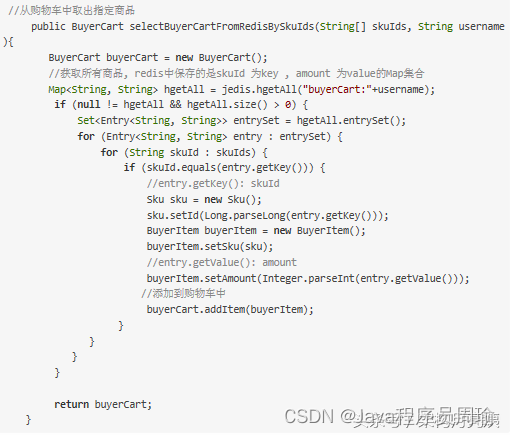 //从购物车中取出指定商品
public BuyerCart selectBuyerCartFromRedisBySkuIds(String[] skuIds, String username
){
BuyerCart buyerCart = new BuyerCart();
//获取所有商品, redis中保存的是skuId 为key , amount 为value的Map集合
Map<String, String> hgetAll = jedis.hgetAll("buyerCart:"+username);
if (null != hgetAll && hgetAll.size() > 0) {
Set<Entry<String, String>> entrySet = hgetAll.entrySet();
for (Entry<String, String> entry : entrySet) {
for (String skuId : skuIds) {
if (skuId.equals(entry.getKey())) {
//entry.getKey(): skuId
Sku sku = new Sku();
sku.setId(Long.parseLong(entry.getKey()));
BuyerItem buyerItem = new BuyerItem();
buyerItem.setSku(sku);
//entry.getValue(): amount
buyerItem.setAmount(Integer.parseInt(entry.getValue()));
//添加到购物车中
buyerCart.addItem(buyerItem);
}
}
}
}
return buyerCart;
}
CSDN @Java程序员周瑜